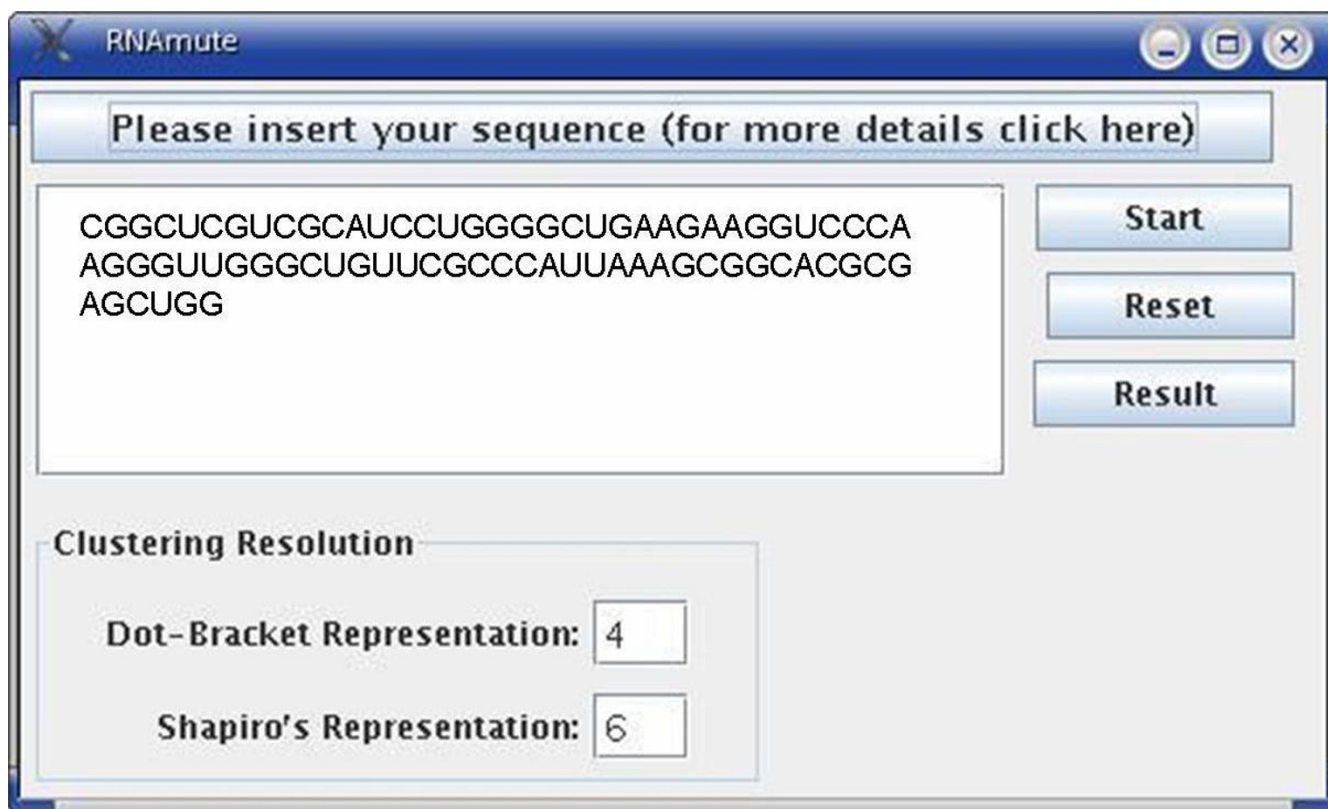 RNAmute
Please insert your sequence (for more details click here)
CGGCUCGUCGCAUCCUGGGGCUGAAGAAGGUCCCA
AGGGUUGGGCUGUUCGCCCAUUAAAGCGGCACGCG
AGCUGG
Start
Reset
Result
Clustering Resolution
Dot-Bracket Representation: 4
Shapiro's Representation: 6